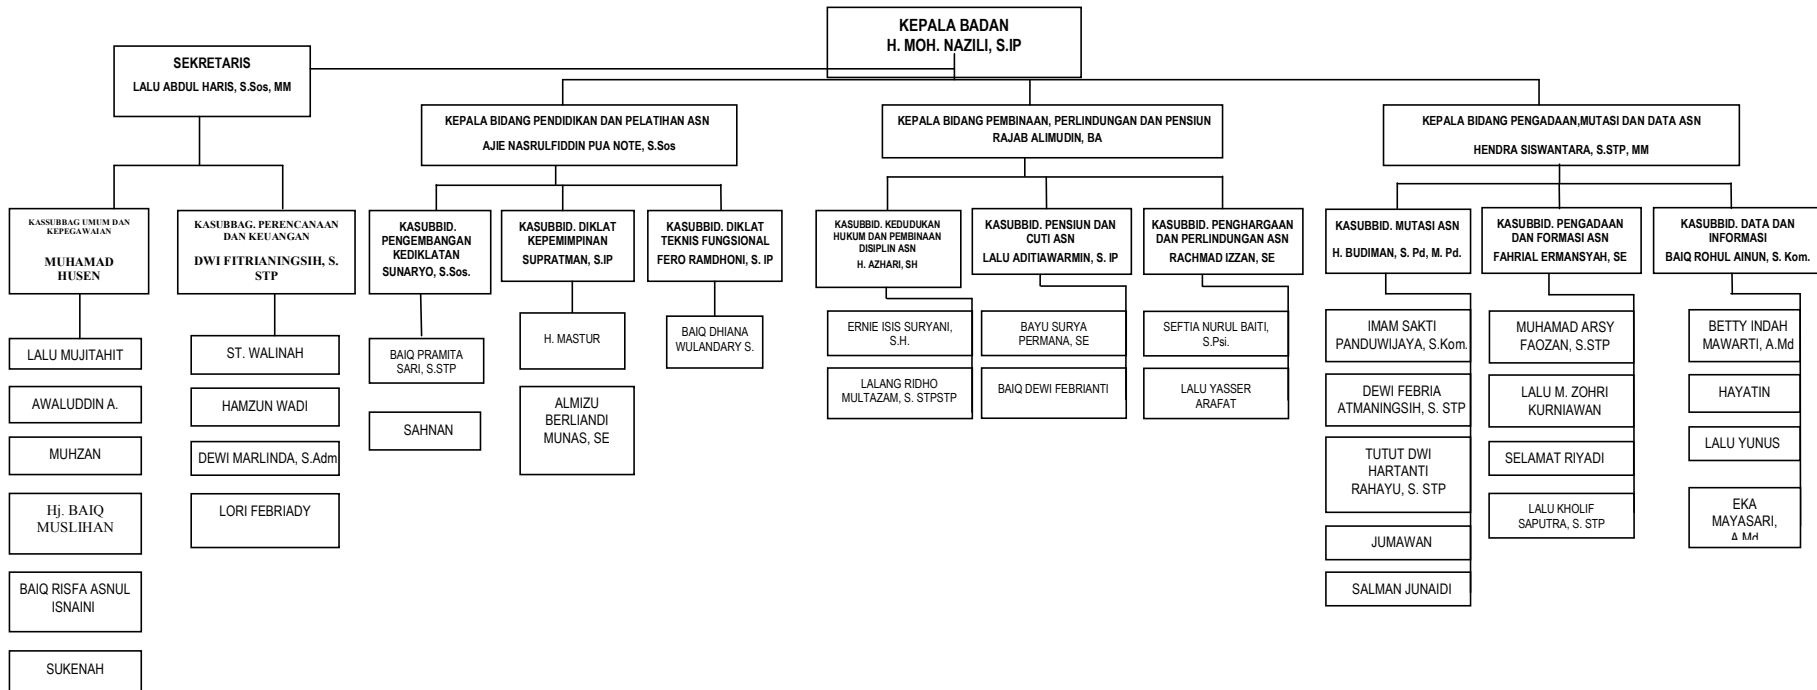 KEPALA BADAN
H. MOH. NAZILI, S.IP
SEKRETARIS
LALU ABDUL HARIS, S.Sos, MM
KEPALA BIDANG PENDIDIKAN DAN PELATIHAN ASN
AJIE NASRULFIDDIN PUA NOTE, S.Sos
KEPALA BIDANG PEMBINAAN, PERLINDUNGAN DAN PENSIUN
RAJAB ALIMUDIN, BA
KEPALA BIDANG PENGADAAN,MUTASI DAN DATA ASN
HENDRA SISWANTARA, S.STP, MM
KASSUBBAG UMUM DAN
KEPEGAWAIAN
MUHAMAD
HUSEN
KASUBBAG. PERENCANAAN
DAN KEUANGAN
DWI FITRIANINGSIH, S.
STP
KASUBBID.
PENGEMBANGAN
KEDIKLATAN
SUNARYO, S.Sos.
KASUBBID. DIKLAT
KEPEMIMPINAN
SUPRATMAN, S.IP
KASUBBID. DIKLAT
TEKNIS FUNGSIONAL
FERO RAMDHONI, S. IP
KASUBBID. KEDUDUKAN
HUKUM DAN PEMBINAAN
DISIPLIN ASN
H. AZHARI, SH
KASUBBID. PENSIUN DAN
CUTI ASN
LALU ADITIAWARMIN, S. IP
KASUBBID. PENGHARGAAN
DAN PERLINDUNGAN ASN
RACHMAD IZZAN, SE
KASUBBID. MUTASI ASN
H. BUDIMAN, S. Pd, M. Pd.
KASUBBID. PENGADAAN
DAN FORMASI ASN
FAHRIAL ERMANSYAH, SE
KASUBBID. DATA DAN
INFORMASI
BAIQ ROHUL AINUN, S. Kom.
LALU MUJITAHIT
AWALUDDIN A.
MUHZAN
Hj. BAIQ
MUSLIHAN
BAIQ RISFA ASNUL
ISNAINI
SUKENAH
ST. WALINAH
HAMZUN WADI
DEWI MARLINDA, S.Adm
LORI FEBRIADY
BAIQ PRAMITA
SARI, S.STP
SAHNAN
H. MASTUR
ALMIZU
BERLIANDI
MUNAS, SE
BAIQ DHIANA
WULANDARY S.
ERNIE ISIS SURYANI,
S.H.
LALANG RIDHO
MULTAZAM, S. STPSTP
BAYU SURYA
PERMANA, SE
BAIQ DEWI FEBRIANTI
SEFTIA NURUL BAITI,
S.Psi.
LALU YASSER
ARAFAT
IMAM SAKTI
PANDUWIJAYA, S.Kom.
DEWI FEBRIA
ATMANINGSIH, S. STP
TUTUT DWI
HARTANTI
RAHAYU, S. STP
JUMAWAN
SALMAN JUNAIDI
MUHAMAD ARSY
FAOZAN, S.STP
LALU M. ZOHRI
KURNIAWAN
SELAMAT RIYADI
LALU KHOLIF
SAPUTRA, S. STP
BETTY INDAH
MAWARTI, A.Md
HAYATIN
LALU YUNUS
EKA
MAYASARI,
A.Md